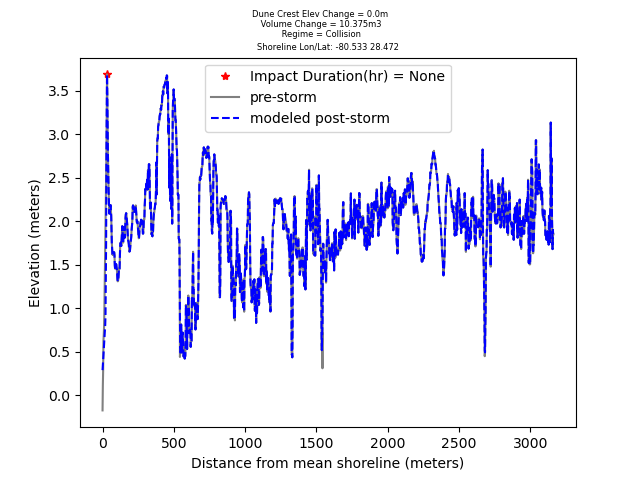 Dune Crest Elev Change = 0.0m
Volume Change = 10.375m3
Regime = Collision
Shoreline Lon/Lat: -80.533 28.472
Impact Duration(hr) = None
pre-storm
modeled post-storm
Elevation (meters)
3.5
3.0
2.5
2.0
1.5
1.0
0.5
0.0
0 500 1000 1500 2000 2500 3000
Distance from mean shoreline (meters)